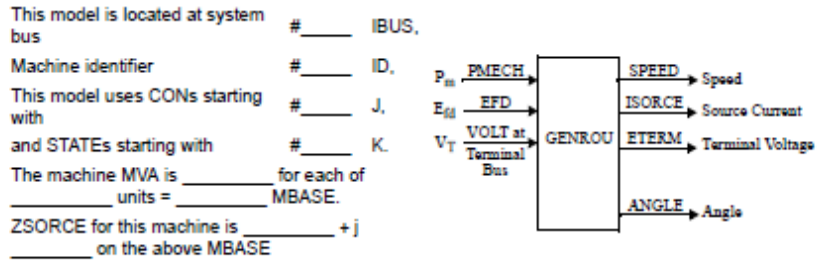 This model is located at system
bus #_____ IBUS,
Machine identifier #_____ ID,
This model uses CONs starting
with #_____ J,
and STATEs starting with #_____ K.
The machine MVA is _________ for each of
_________ units = _________ MBASE.
ZSORCE for this machine is _________ + j
________ on the above MBASE
Pm PMECH
Efd EFD
VT VOLT at
Terminal
Bus
GENROU
SPEED Speed
ISORCE Source Current
ETERM Terminal Voltage
ANGLE Angle